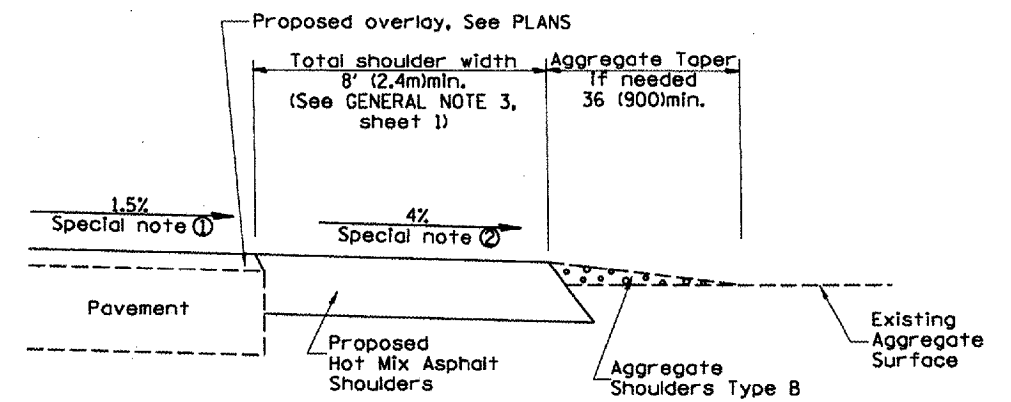 Proposed overlay, See PLANS
Total shoulder width
8' (2.4m)min.
(See GENERAL NOTE 3,
sheet 1)
Aggregate Taper
If needed
36 (900)min.
1.5%
Special note ①
4%
Special note ②
Pavement
Proposed
Hot Mix Asphalt
Shoulders
Aggregate
Shoulders Type B
Existing
Aggregate
Surface